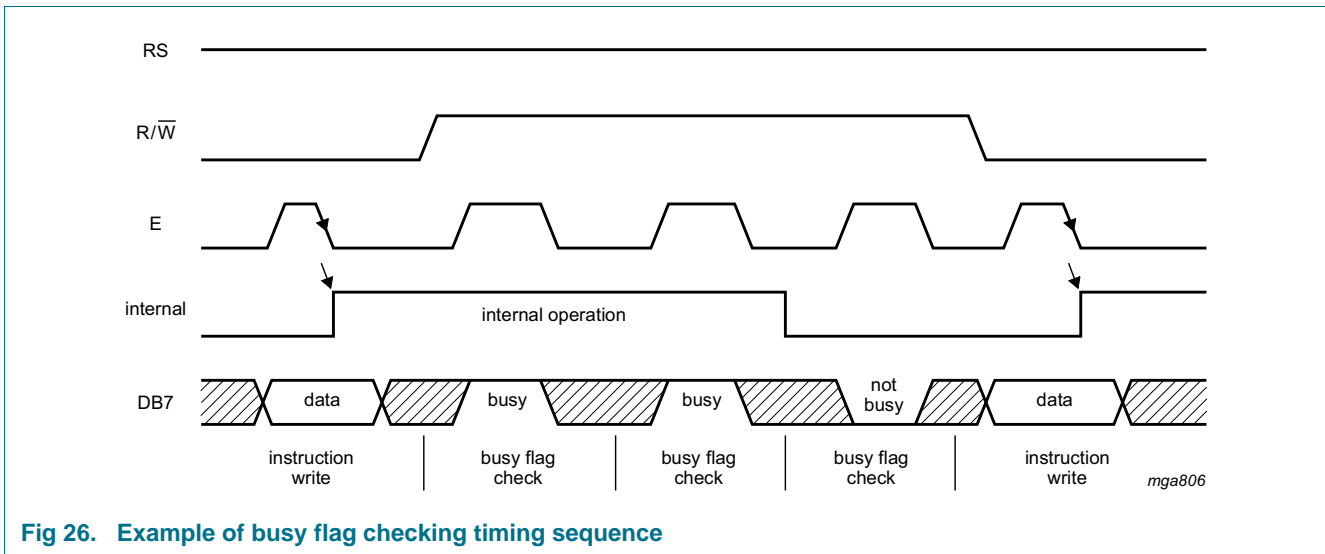 RS
R/W̅
E
internal
internal operation
DB7
data
busy
busy
not
busy
data
instruction
write
busy flag
check
busy flag
check
busy flag
check
instruction
write
mga806
Fig 26. Example of busy flag checking timing sequence